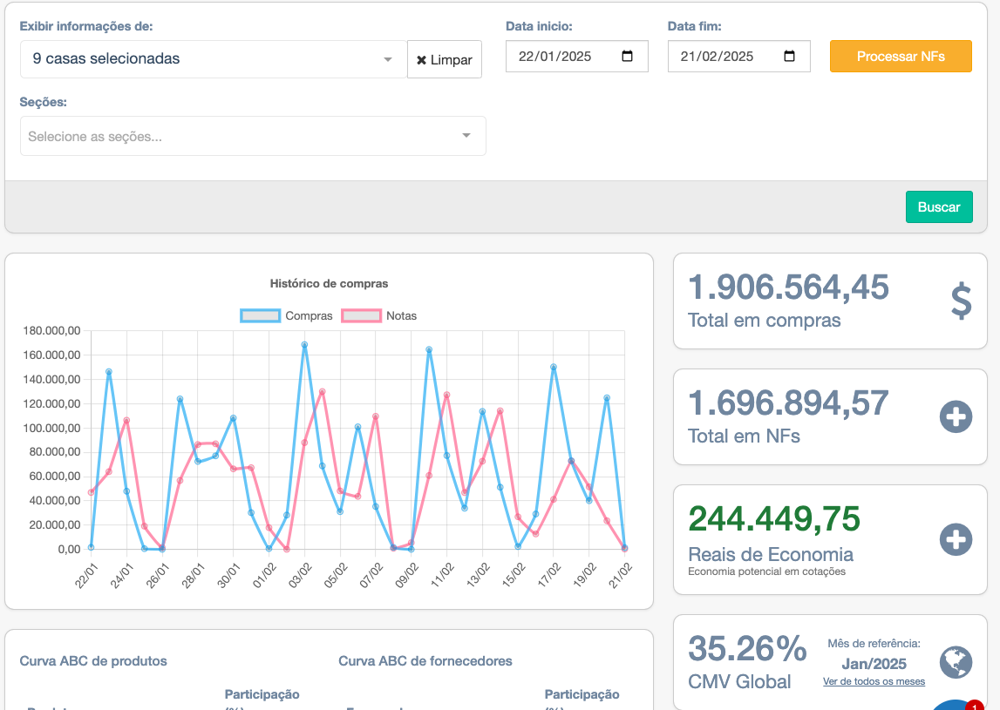 Exibir informações de:
Data inicio:
Data fim:
9 casas selecionadas
✖ Limpar
22/01/2025
21/02/2025
Processar NFs
Seções:
Selecione as seções...
Buscar
Histórico de compras
Compras
Notas
180.000,00
160.000,00
140.000,00
120.000,00
100.000,00
80.000,00
60.000,00
40.000,00
20.000,00
0,00
22/01
24/01
26/01
28/01
30/01
01/02
03/02
05/02
07/02
09/02
11/02
13/02
15/02
17/02
19/02
21/02
1.906.564,45
Total em compras
$
1.696.894,57
Total em NFs
244.449,75
Reais de Economia
Economia potencial em cotações
35.26%
CMV Global
Mês de referência:
Jan/2025
Ver de todos os meses
1
Curva ABC de produtos
Curva ABC de fornecedores
Participação
Participação